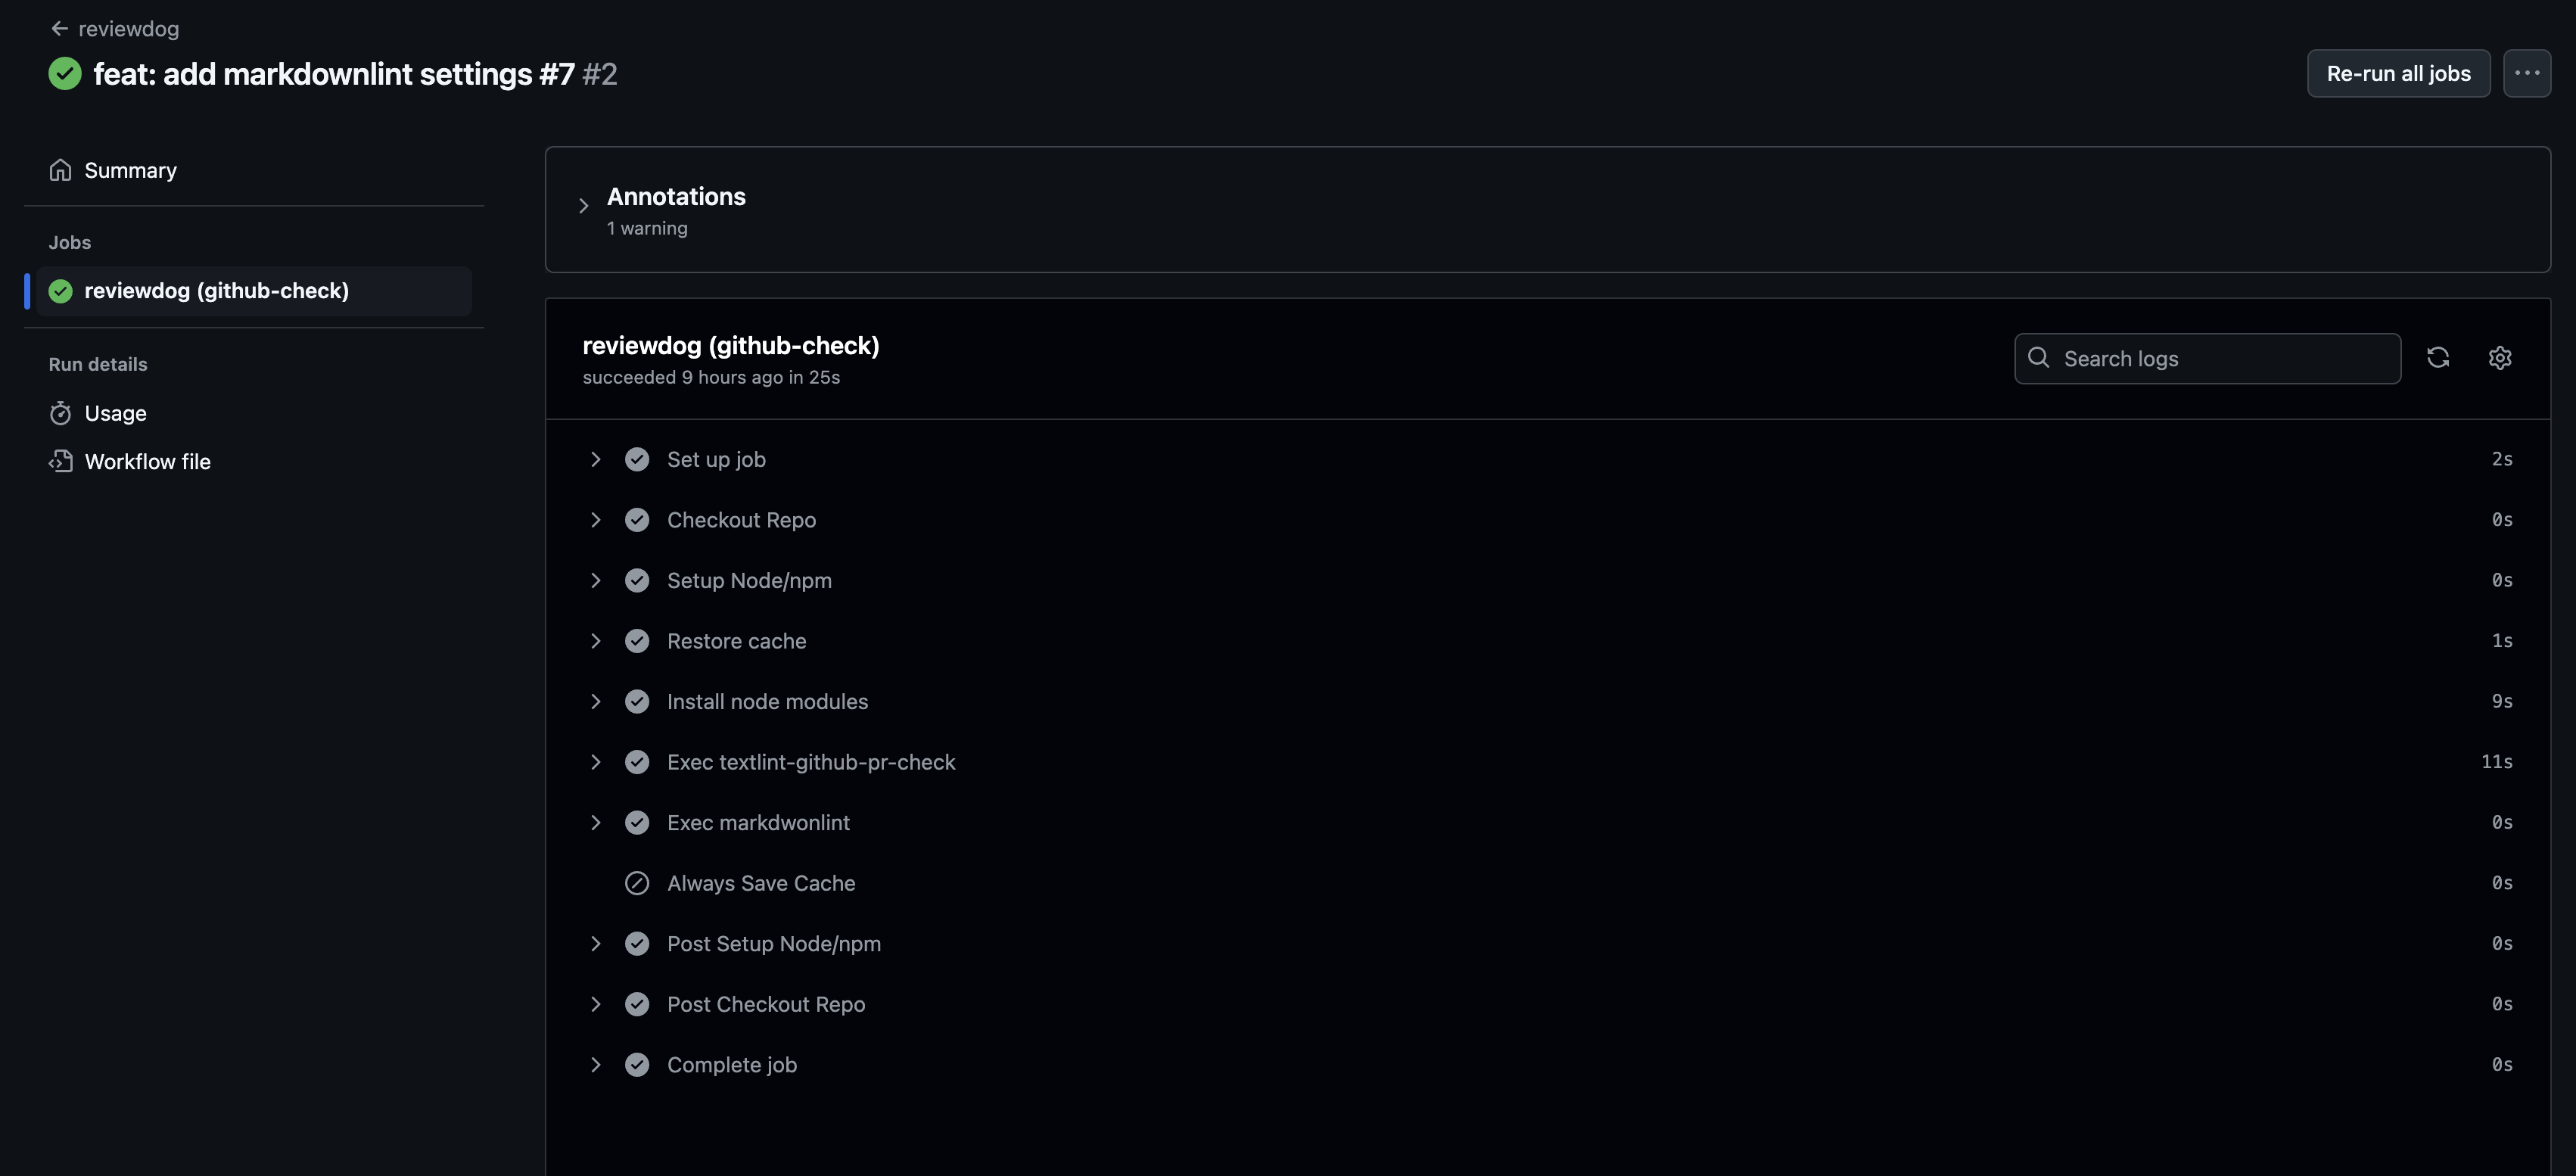 reviewdog
feat: add markdownlint settings #7 #2
Re-run all jobs
Summary
Jobs
reviewdog (github-check)
Run details
Usage
Workflow file
Annotations
1 warning
reviewdog (github-check)
succeeded 9 hours ago in 25s
Search logs
Set up job 2s
Checkout Repo 0s
Setup Node/npm 0s
Restore cache 1s
Install node modules 9s
Exec textlint-github-pr-check 11s
Exec markdwonlint 0s
Always Save Cache 0s
Post Setup Node/npm 0s
Post Checkout Repo 0s
Complete job 0s